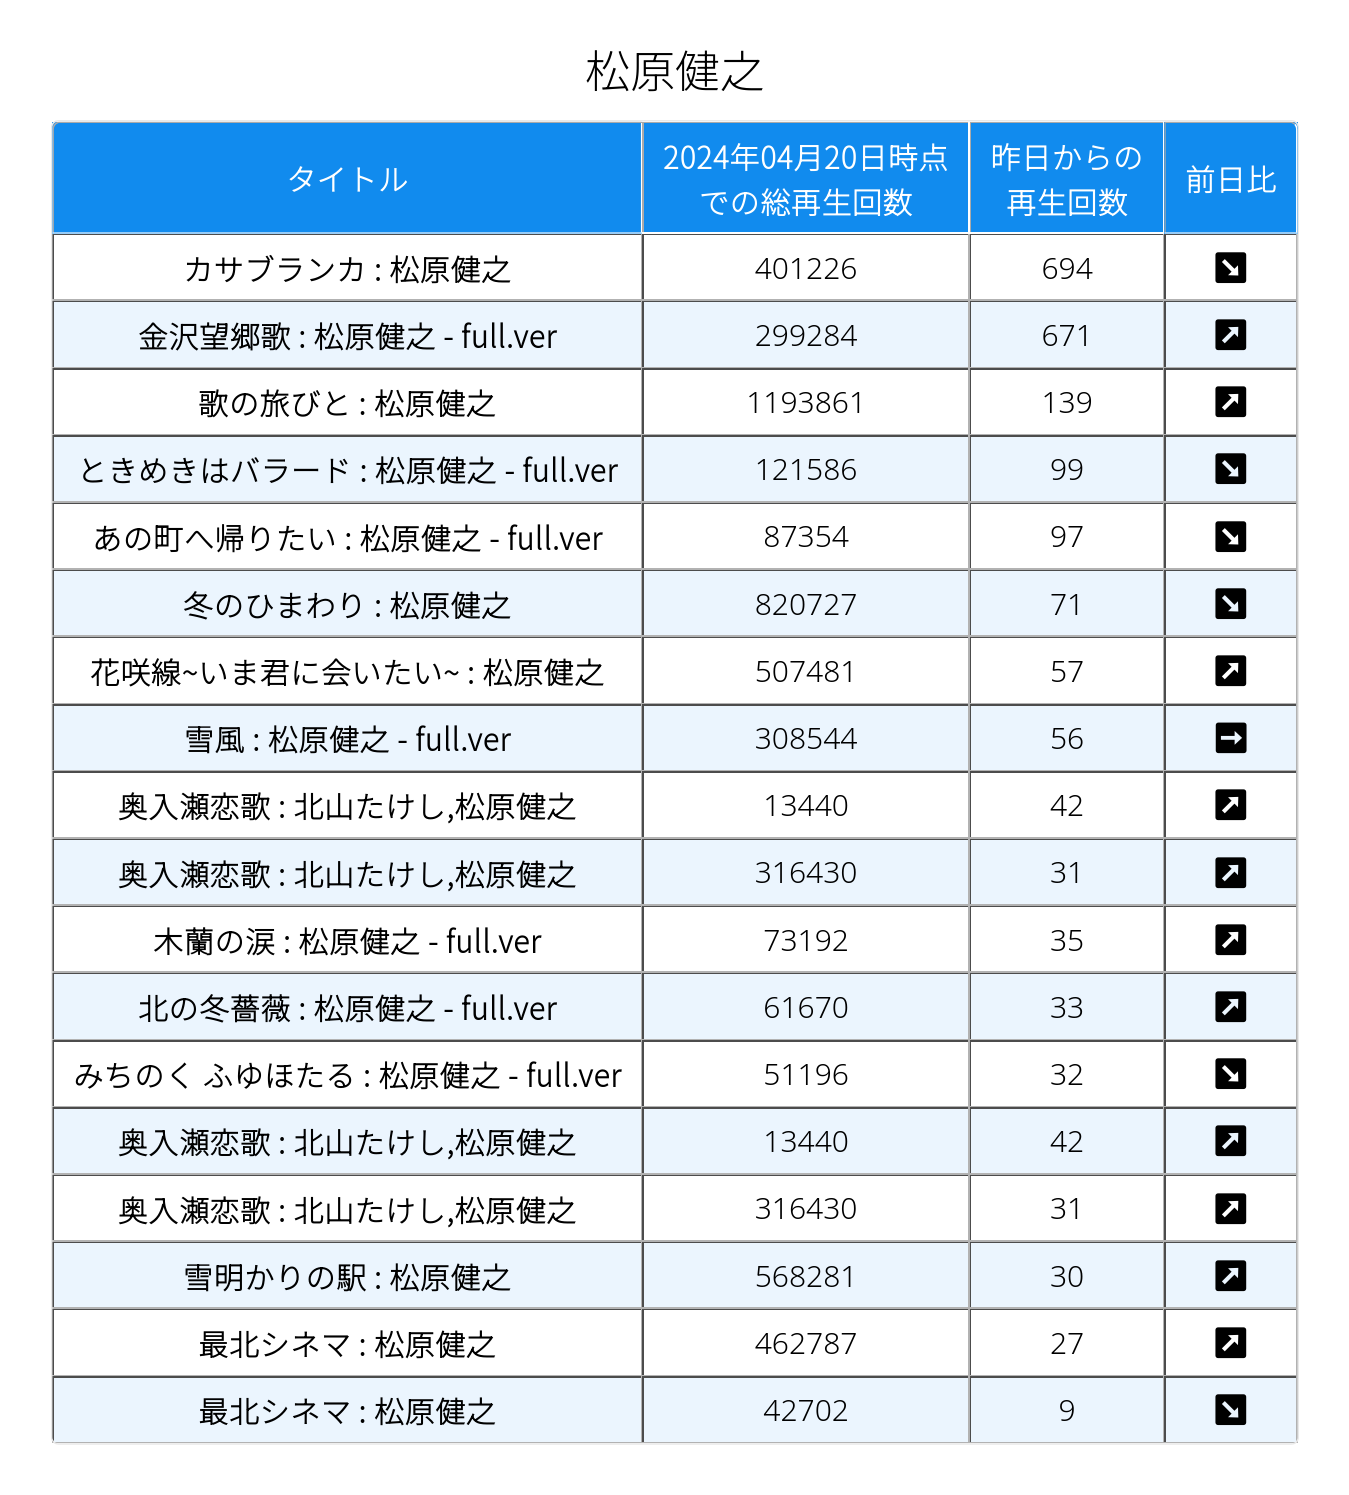 松原健之
タイトル
2024年04月20日時点
での総再生回数
昨日からの
再生回数
前日比
カサブランカ : 松原健之 401226 694 ↘
金沢望郷歌 : 松原健之 - full.ver 299284 671 ↗
歌の旅びと : 松原健之 1193861 139 ↗
ときめきはバラード : 松原健之 - full.ver 121586 99 ↘
あの町へ帰りたい : 松原健之 - full.ver 87354 97 ↘
冬のひまわり : 松原健之 820727 71 ↘
花咲線~いま君に会いたい~ : 松原健之 507481 57 ↗
雪風 : 松原健之 - full.ver 308544 56 →
奥入瀬恋歌 : 北山たけし,松原健之 13440 42 ↗
奥入瀬恋歌 : 北山たけし,松原健之 316430 31 ↗
木蘭の涙 : 松原健之 - full.ver 73192 35 ↗
北の冬薔薇 : 松原健之 - full.ver 61670 33 ↗
みちのく ふゆほたる : 松原健之 - full.ver 51196 32 ↘
奥入瀬恋歌 : 北山たけし,松原健之 13440 42 ↗
奥入瀬恋歌 : 北山たけし,松原健之 316430 31 ↗
雪明かりの駅 : 松原健之 568281 30 ↗
最北シネマ : 松原健之 462787 27 ↗
最北シネマ : 松原健之 42702 9 ↘